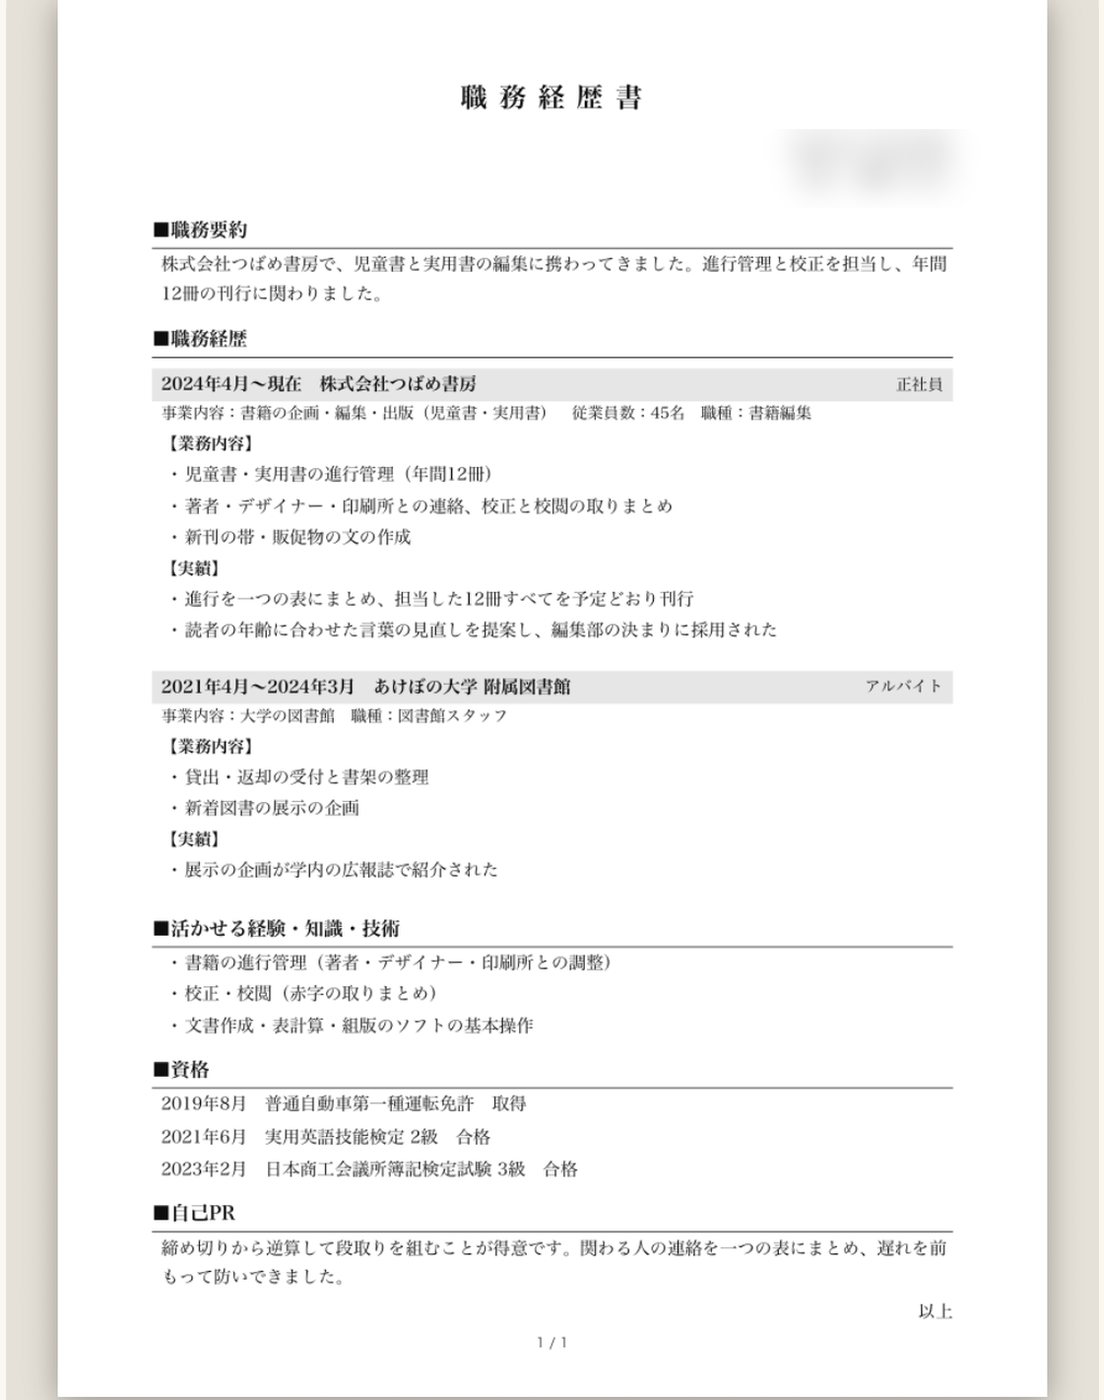 職務経歴書
■職務要約
株式会社つばめ書房で、児童書と実用書の編集に携わってきました。進行管理と校正を担当し、年間
12冊の刊行に関わりました。
■職務経歴
2024年4月～現在　株式会社つばめ書房　正社員
事業内容：書籍の企画・編集・出版（児童書・実用書）　従業員数：45名　職種：書籍編集
【業務内容】
・児童書・実用書の進行管理（年間12冊）
・著者・デザイナー・印刷所との連絡、校正と校閲の取りまとめ
・新刊の帯・販促物の文の作成
【実績】
・進行を一つの表にまとめ、担当した12冊すべてを予定どおり刊行
・読者の年齢に合わせた言葉の見直しを提案し、編集部の決まりに採用された
2021年4月～2024年3月　あけぼの大学 附属図書館　アルバイト
事業内容：大学の図書館　職種：図書館スタッフ
【業務内容】
・貸出・返却の受付と書架の整理
・新着図書の展示の企画
【実績】
・展示の企画が学内の広報誌で紹介された
■活かせる経験・知識・技術
・書籍の進行管理（著者・デザイナー・印刷所との調整）
・校正・校閲（赤字の取りまとめ）
・文書作成・表計算・組版のソフトの基本操作
■資格
2019年8月　普通自動車第一種運転免許　取得
2021年6月　実用英語技能検定 2級　合格
2023年2月　日本商工会議所簿記検定試験 3級　合格
■自己PR
締め切りから逆算して段取りを組むことが得意です。関わる人の連絡を一つの表にまとめ、遅れを前
もって防いできました。
以上
1 / 1